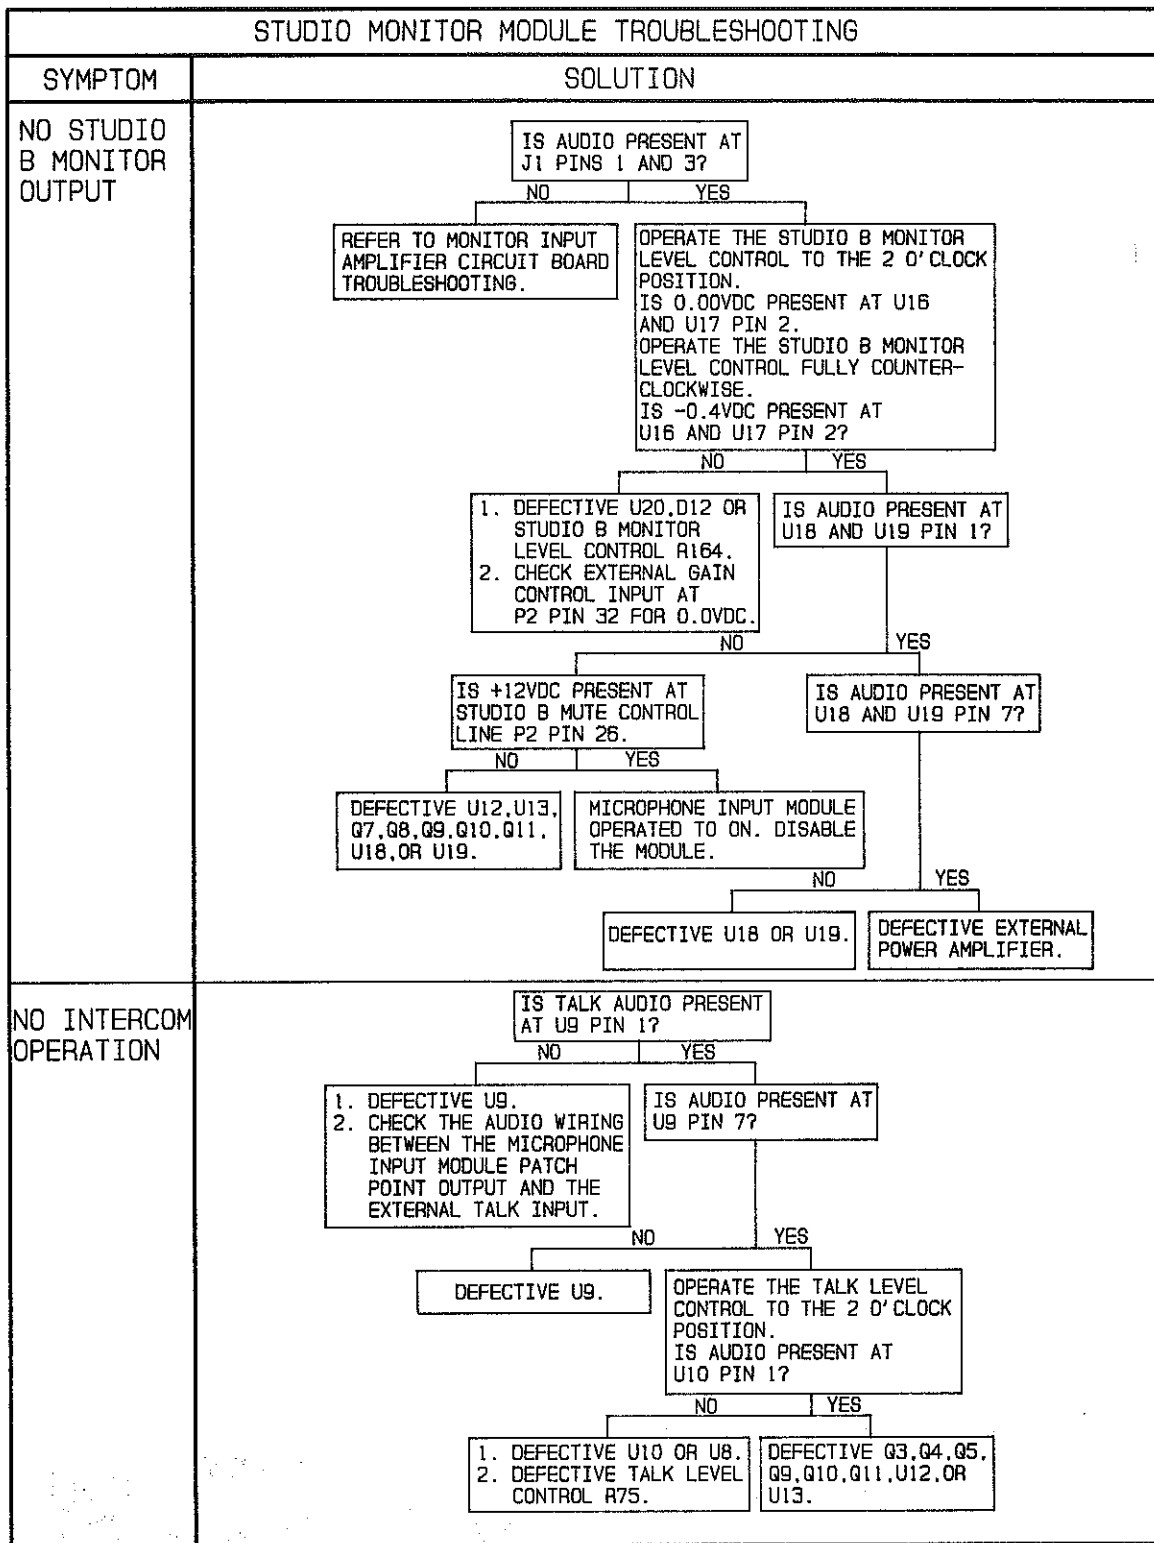 STUDIO MONITOR MODULE TROUBLESHOOTING
SYMPTOM
SOLUTION
NO STUDIO
B MONITOR
OUTPUT
IS AUDIO PRESENT AT
J1 PINS 1 AND 3?
NO
YES
REFER TO MONITOR INPUT
AMPLIFIER CIRCUIT BOARD
TROUBLESHOOTING.
OPERATE THE STUDIO B MONITOR
LEVEL CONTROL TO THE 2 O'CLOCK
POSITION.
IS 0.00VDC PRESENT AT U16
AND U17 PIN 2.
OPERATE THE STUDIO B MONITOR
LEVEL CONTROL FULLY COUNTER-
CLOCKWISE.
IS -0.4VDC PRESENT AT
U16 AND U17 PIN 2?
NO
YES
1. DEFECTIVE U20,D12 OR
STUDIO B MONITOR
LEVEL CONTROL R164.
2. CHECK EXTERNAL GAIN
CONTROL INPUT AT
P2 PIN 32 FOR 0.0VDC.
IS AUDIO PRESENT AT
U18 AND U19 PIN 1?
NO
YES
IS +12VDC PRESENT AT
STUDIO B MUTE CONTROL
LINE P2 PIN 26.
IS AUDIO PRESENT AT
U18 AND U19 PIN 7?
NO
YES
DEFECTIVE U12,U13,
Q7,Q8,Q9,Q10,Q11,
U18,OR U19.
MICROPHONE INPUT MODULE
OPERATED TO ON. DISABLE
THE MODULE.
NO
YES
DEFECTIVE U18 OR U19.
DEFECTIVE EXTERNAL
POWER AMPLIFIER.
NO INTERCOM
OPERATION
IS TALK AUDIO PRESENT
AT U9 PIN 1?
NO
YES
1. DEFECTIVE U9.
2. CHECK THE AUDIO WIRING
BETWEEN THE MICROPHONE
INPUT MODULE PATCH
POINT OUTPUT AND THE
EXTERNAL TALK INPUT.
IS AUDIO PRESENT AT
U9 PIN 7?
NO
YES
DEFECTIVE U9.
OPERATE THE TALK LEVEL
CONTROL TO THE 2 O'CLOCK
POSITION.
IS AUDIO PRESENT AT
U10 PIN 1?
NO
YES
1. DEFECTIVE U10 OR U8.
2. DEFECTIVE TALK LEVEL
CONTROL R75.
DEFECTIVE Q3,Q4,Q5,
Q9,Q10,Q11,U12,OR
U13.